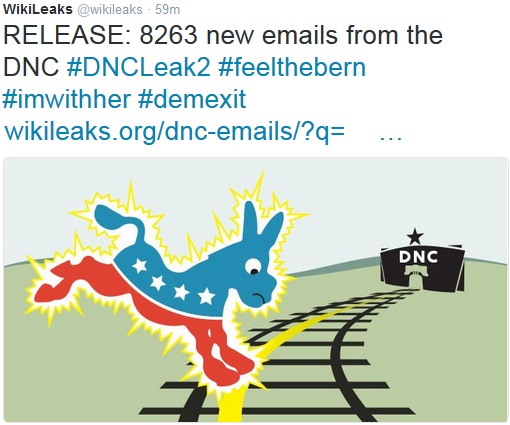 WikiLeaks @wikileaks · 59m
RELEASE: 8263 new emails from the
DNC #DNCLeak2 #feelthebern
#imwithher #demexit
wikileaks.org/dnc-emails/?q= …
DNC